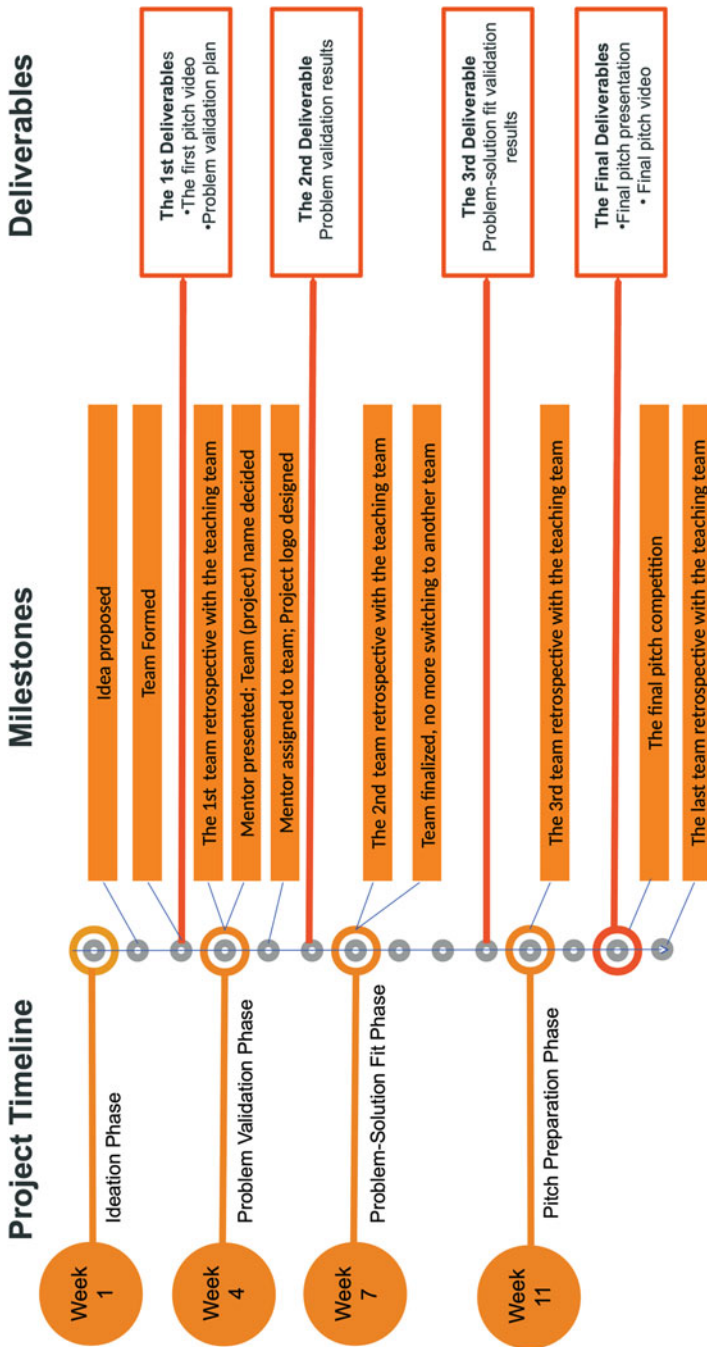 Project Timeline
Milestones
Deliverables
Week
1
Ideation Phase
Week
4
Problem Validation Phase
Week
7
Problem-Solution Fit Phase
Week
11
Pitch Preparation Phase
Idea proposed
Team Formed
The 1st team retrospective with the teaching team
Mentor presented; Team (project) name decided
Mentor assigned to team; Project logo designed
The 2nd team retrospective with the teaching team
Team finalized, no more switching to another team
The 3rd team retrospective with the teaching team
The final pitch competition
The last team retrospective with the teaching team
The 1st Deliverables
•The first pitch video
•Problem validation plan
The 2nd Deliverable
Problem validation results
The 3rd Deliverable
Problem-solution fit validation
results
The Final Deliverables
•Final pitch presentation
• Final pitch video